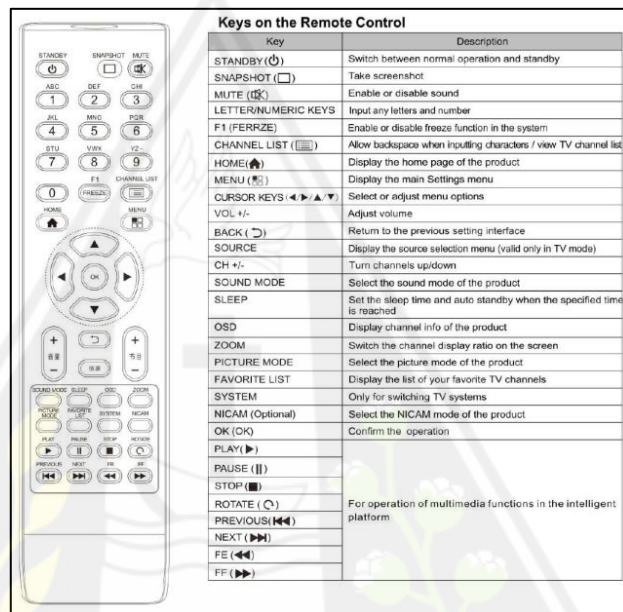 Keys on the Remote Control
STANDBY SNAPSHOT MUTE
ABC DEF GHI
1 2 3
JKL MNO PQR
4 5 6
STU VWX YZ-
7 8 9
F1 CHANNEL LIST
0 FREEZE
HOME MENU
OK
+ +
音量 节目
信源
− −
SOUND MODE SLEEP OSD ZOOM
PICTURE MODE FAVORITE LIST SYSTEM NICAM
PLAY PAUSE STOP ROTATE
PREVIOUS NEXT FF
Key Description
STANDBY (⏻) Switch between normal operation and standby
SNAPSHOT (□) Take screenshot
MUTE (🔇) Enable or disable sound
LETTER/NUMERIC KEYS Input any letters and number
F1 (FERRZE) Enable or disable freeze function in the system
CHANNEL LIST (▤) Allow backspace when inputting characters / view TV channel list
HOME(🏠) Display the home page of the product
MENU () Display the main Settings menu
CURSOR KEYS (◀/▶/▲/▼) Select or adjust menu options
VOL +/- Adjust volume
BACK (⮌) Return to the previous setting interface
SOURCE Display the source selection menu (valid only in TV mode)
CH +/- Turn channels up/down
SOUND MODE Select the sound mode of the product
SLEEP Set the sleep time and auto standby when the specified time
is reached
OSD Display channel info of the product
ZOOM Switch the channel display ratio on the screen
PICTURE MODE Select the picture mode of the product
FAVORITE LIST Display the list of your favorite TV channels
SYSTEM Only for switching TV systems
NICAM (Optional) Select the NICAM mode of the product
OK (OK) Confirm the operation
PLAY(▶)
PAUSE (||)
STOP (■)
ROTATE (↻) For operation of multimedia functions in the intelligent
PREVIOUS(|◀◀) platform
NEXT (▶▶|)
FE (◀◀)
FF (▶▶)